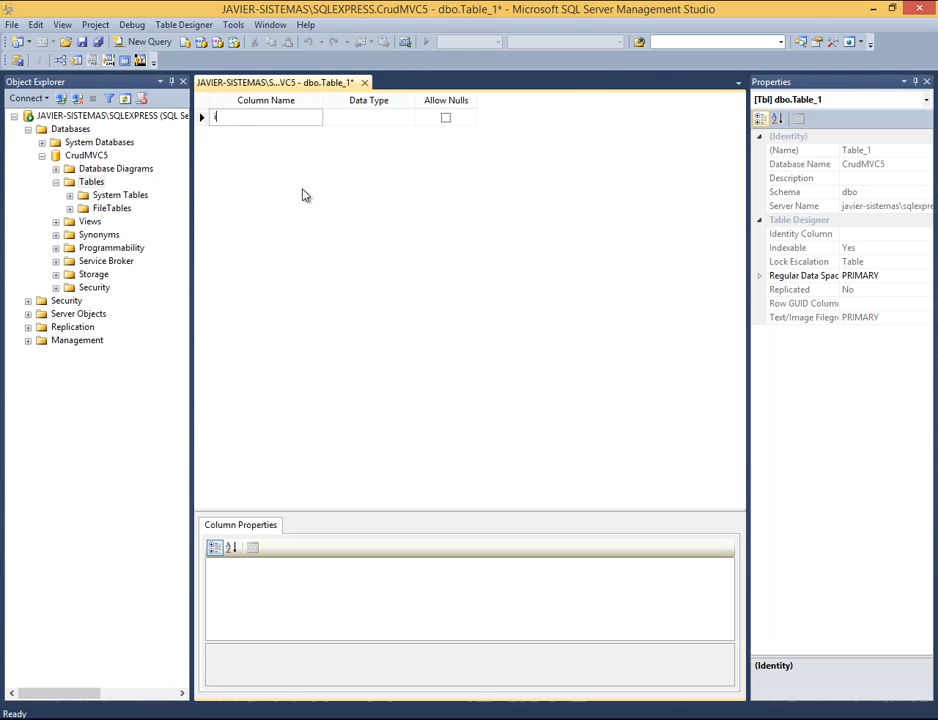 JAVIER-SISTEMAS\SQLEXPRESS.CrudMVC5 - dbo.Table_1* - Microsoft SQL Server Management Studio
File Edit View Project Debug Table Designer Tools Window Help
New Query
Object Explorer
Connect
JAVIER-SISTEMAS\SQLEXPRESS (SQL Se
Databases
System Databases
CrudMVC5
Database Diagrams
Tables
System Tables
FileTables
Views
Synonyms
Programmability
Service Broker
Storage
Security
Security
Server Objects
Replication
Management
JAVIER-SISTEMAS\S...VC5 - dbo.Table_1*
Column Name Data Type Allow Nulls
i
Column Properties
Properties
[Tbl] dbo.Table_1
(Identity)
(Name) Table_1
Database Name CrudMVC5
Description
Schema dbo
Server Name javier-sistemas\sqlexpre
Table Designer
Identity Column
Indexable Yes
Lock Escalation Table
Regular Data Spac PRIMARY
Replicated No
Row GUID Colum
Text/Image Filegr PRIMARY
(Identity)
Ready